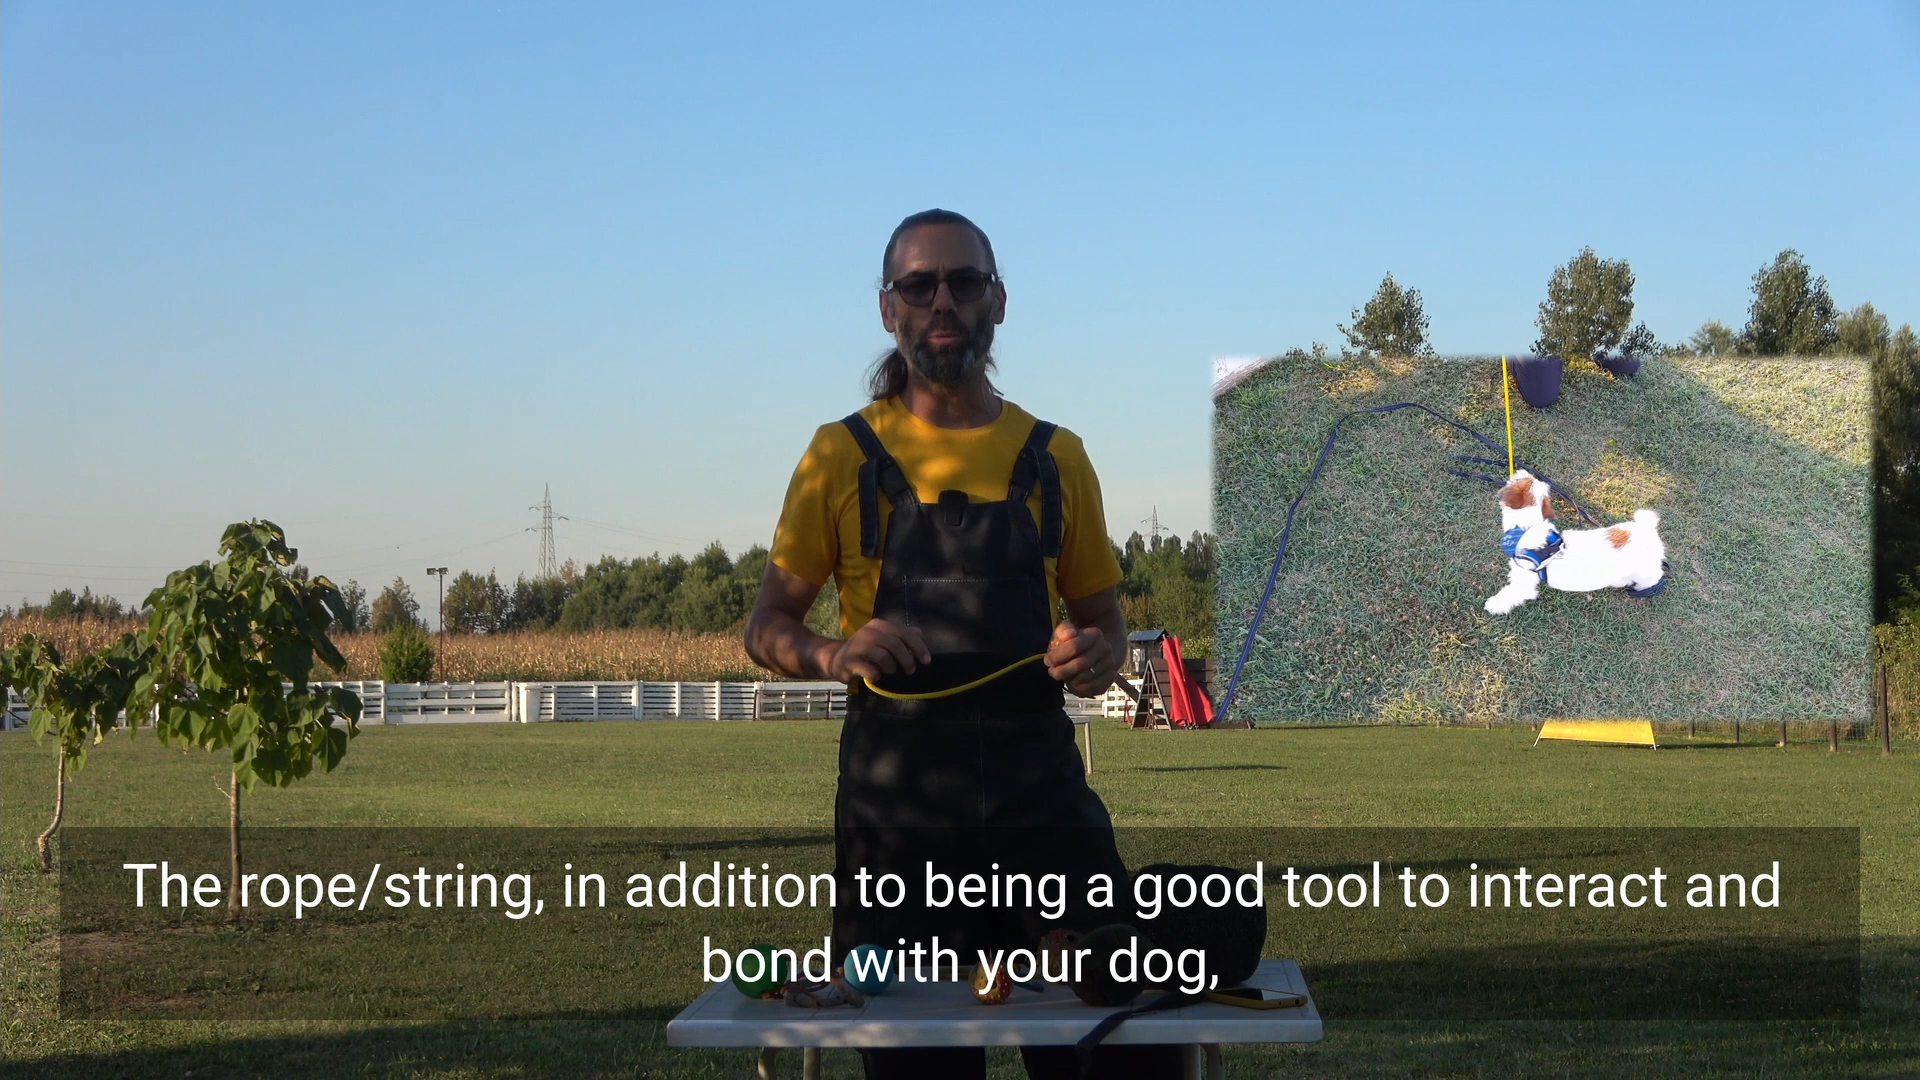 The rope/string, in addition to being a good tool to interact and
bond with your dog,